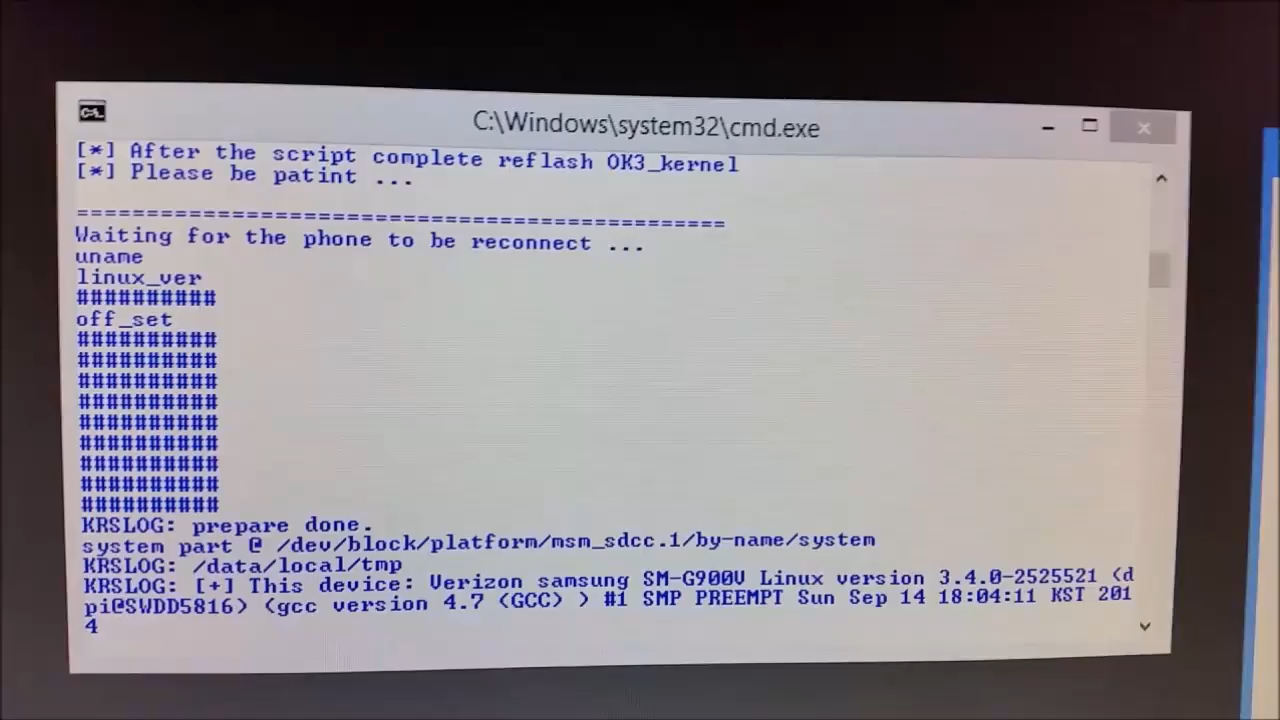 C:\Windows\system32\cmd.exe
[*] After the script complete reflash OK3_kernel
[*] Please be patint ...
==============================================
Waiting for the phone to be reconnect ...
uname
linux_ver
##########
off_set
##########
##########
##########
##########
##########
##########
##########
##########
##########
KRSLOG: prepare done.
system part @ /dev/block/platform/msm_sdcc.1/by-name/system
KRSLOG: /data/local/tmp
KRSLOG: [+] This device: Verizon samsung SM-G900V Linux version 3.4.0-2525521 (d
pi@SWDD5816) (gcc version 4.7 (GCC) ) #1 SMP PREEMPT Sun Sep 14 18:04:11 KST 201
4